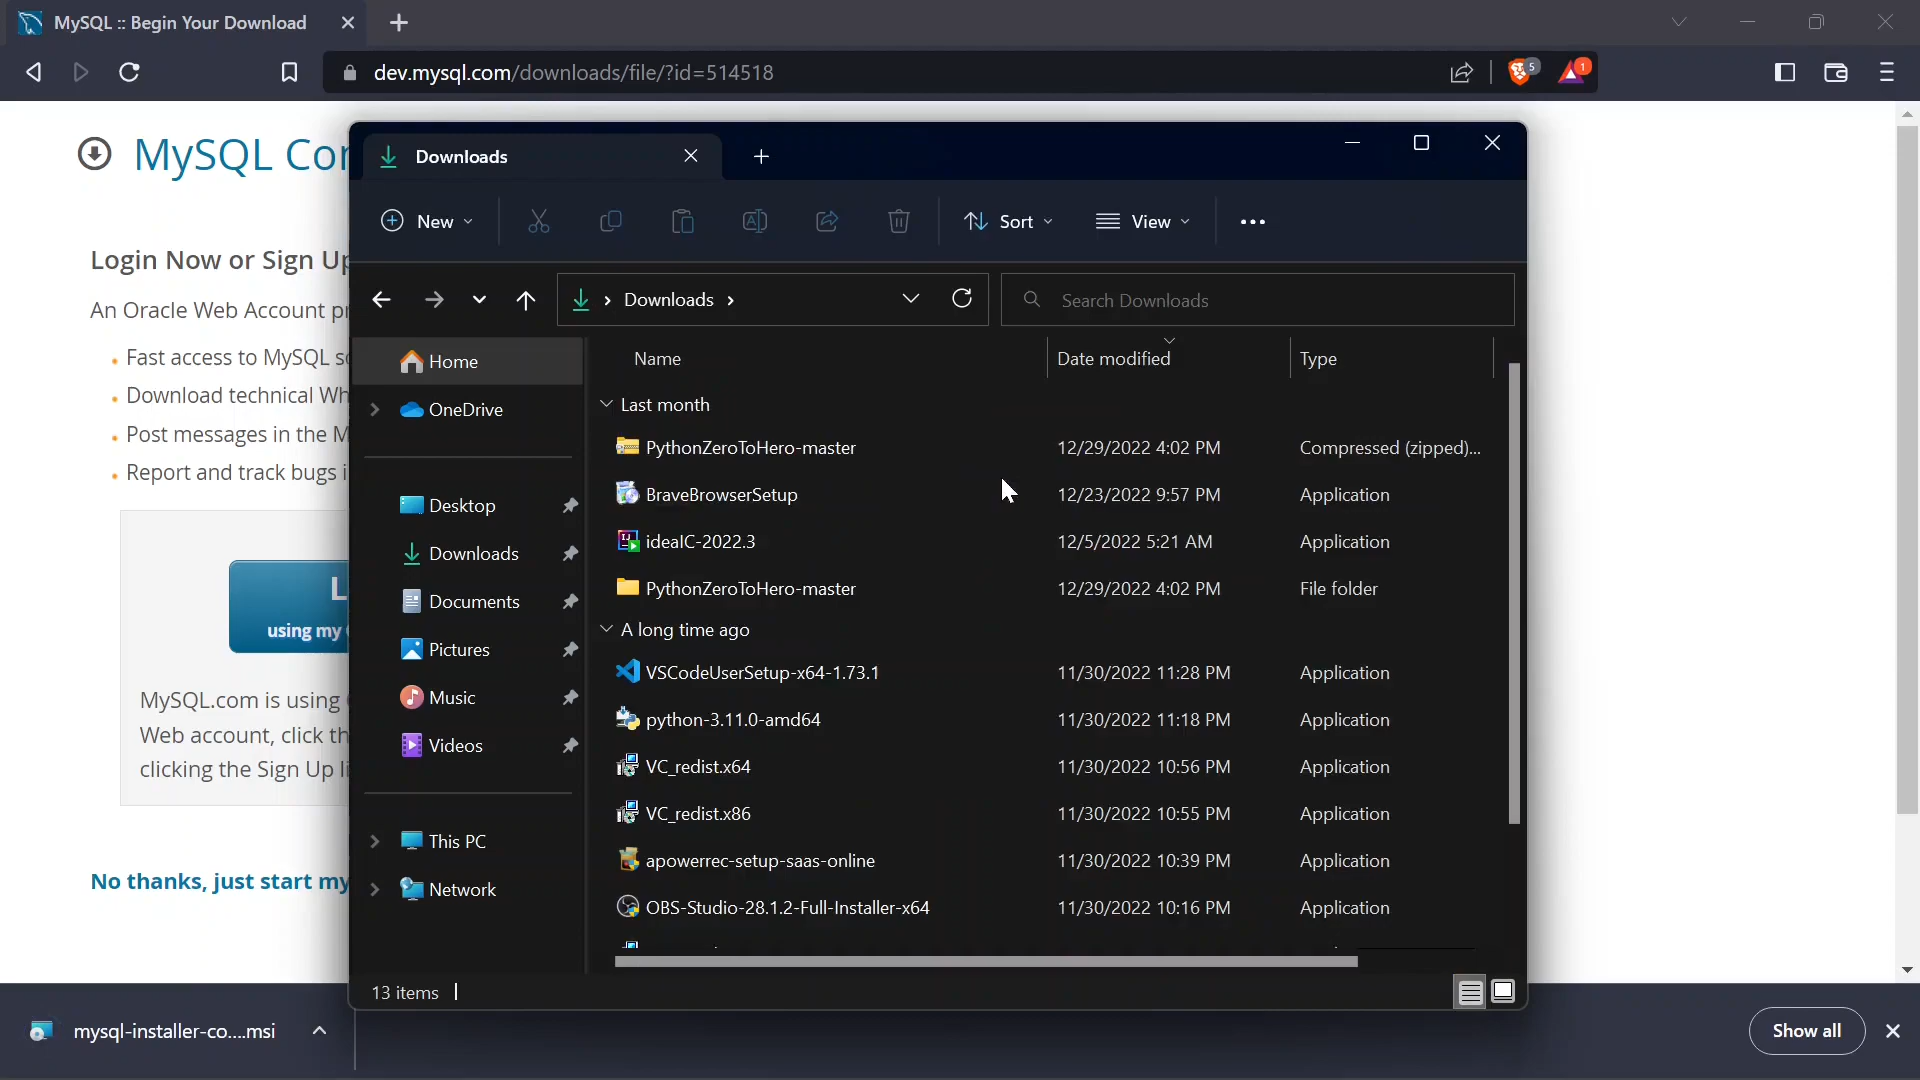 MySQL :: Begin Your Download
dev.mysql.com/downloads/file/?id=514518
5
1
MySQL Co
Login Now or Sign Up
An Oracle Web Account
Fast access to MySQL
Download technical
Post messages in the
Report and track bugs
using my
MySQL.com is using
Web account, click
clicking the Sign Up
No thanks, just start my
Downloads
New
Sort
View
Downloads
Search Downloads
Home
OneDrive
Desktop
Downloads
Documents
Pictures
Music
Videos
This PC
Network
Name Date modified Type
Last month
PythonZeroToHero-master 12/29/2022 4:02 PM Compressed (zipped)...
BraveBrowserSetup 12/23/2022 9:57 PM Application
ideaIC-2022.3 12/5/2022 5:21 AM Application
PythonZeroToHero-master 12/29/2022 4:02 PM File folder
A long time ago
VSCodeUserSetup-x64-1.73.1 11/30/2022 11:28 PM Application
python-3.11.0-amd64 11/30/2022 11:18 PM Application
VC_redist.x64 11/30/2022 10:56 PM Application
VC_redist.x86 11/30/2022 10:55 PM Application
apowerrec-setup-saas-online 11/30/2022 10:39 PM Application
OBS-Studio-28.1.2-Full-Installer-x64 11/30/2022 10:16 PM Application
13 items
mysql-installer-co....msi
Show all